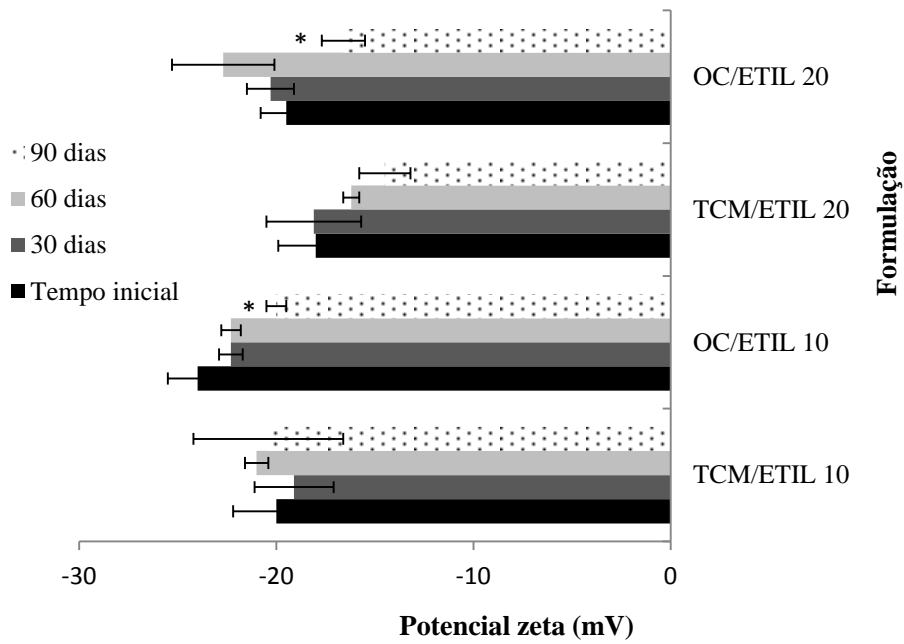 *
OC/ETIL 20
90 dias
60 dias
30 dias
Tempo inicial
TCM/ETIL 20
Formulação
*
OC/ETIL 10
TCM/ETIL 10
-30
-20
-10
0
Potencial zeta (mV)